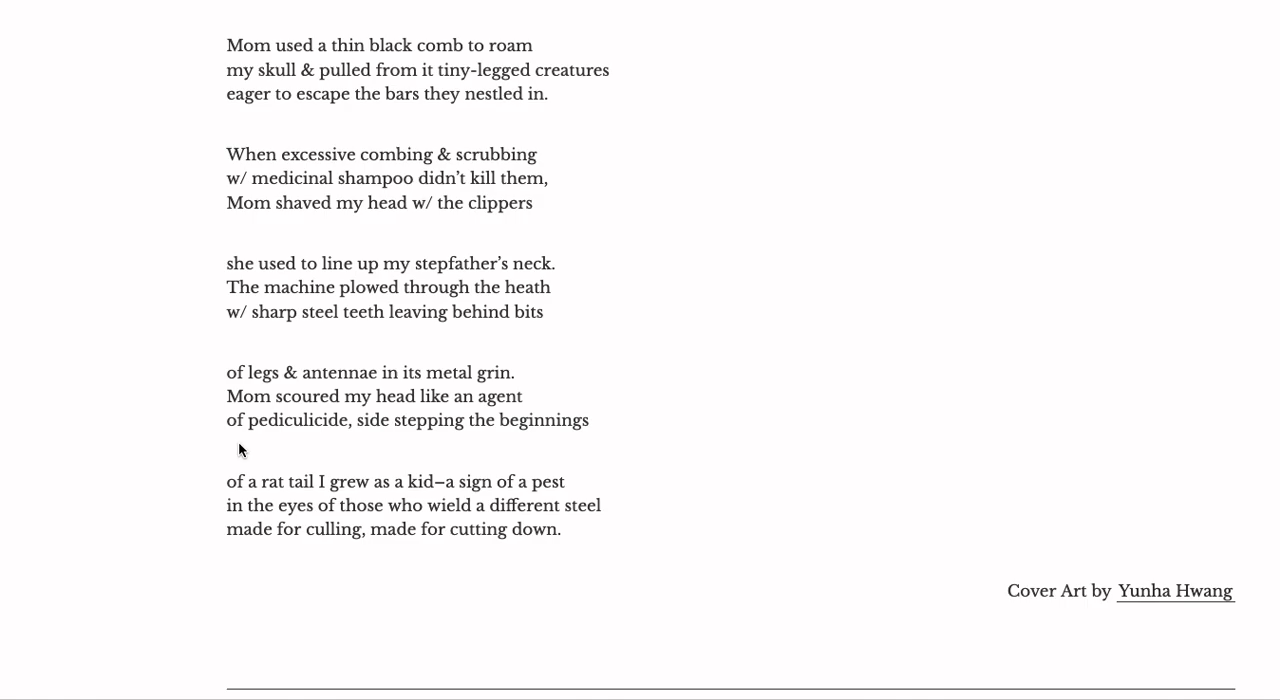 Mom used a thin black comb to roam
my skull & pulled from it tiny-legged creatures
eager to escape the bars they nestled in.
When excessive combing & scrubbing
w/ medicinal shampoo didn’t kill them,
Mom shaved my head w/ the clippers
she used to line up my stepfather’s neck.
The machine plowed through the heath
w/ sharp steel teeth leaving behind bits
of legs & antennae in its metal grin.
Mom scoured my head like an agent
of pediculicide, side stepping the beginnings
of a rat tail I grew as a kid–a sign of a pest
in the eyes of those who wield a different steel
made for culling, made for cutting down.
Cover Art by Yunha Hwang